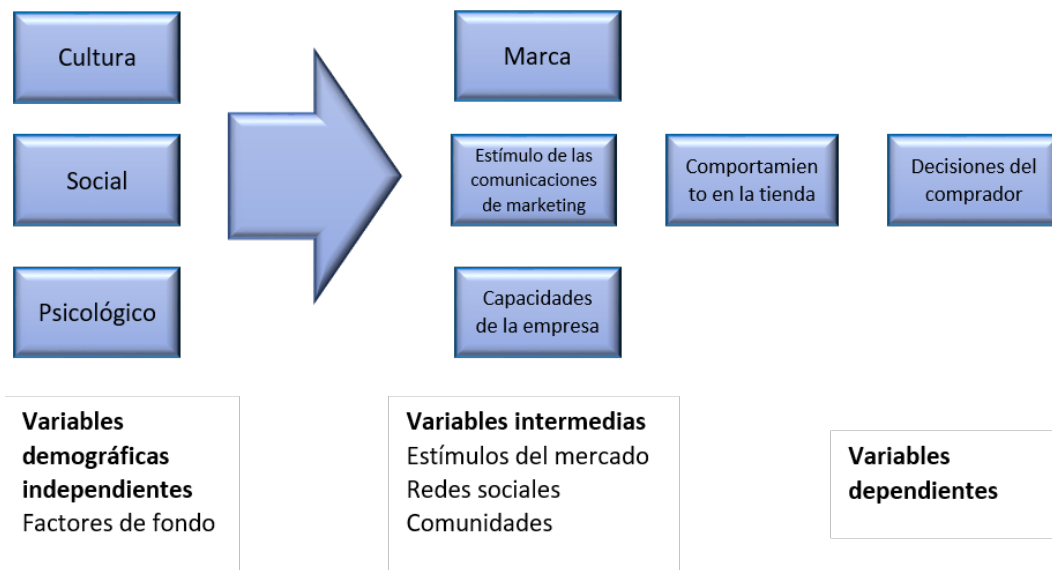 Cultura
Marca
Social
Estímulo de las
comunicaciones
de marketing
Comportamien
to en la tienda
Decisiones del
comprador
Psicológico
Capacidades
de la empresa
Variables
demográficas
independientes
Factores de fondo
Variables intermedias
Estímulos del mercado
Redes sociales
Comunidades
Variables
dependientes